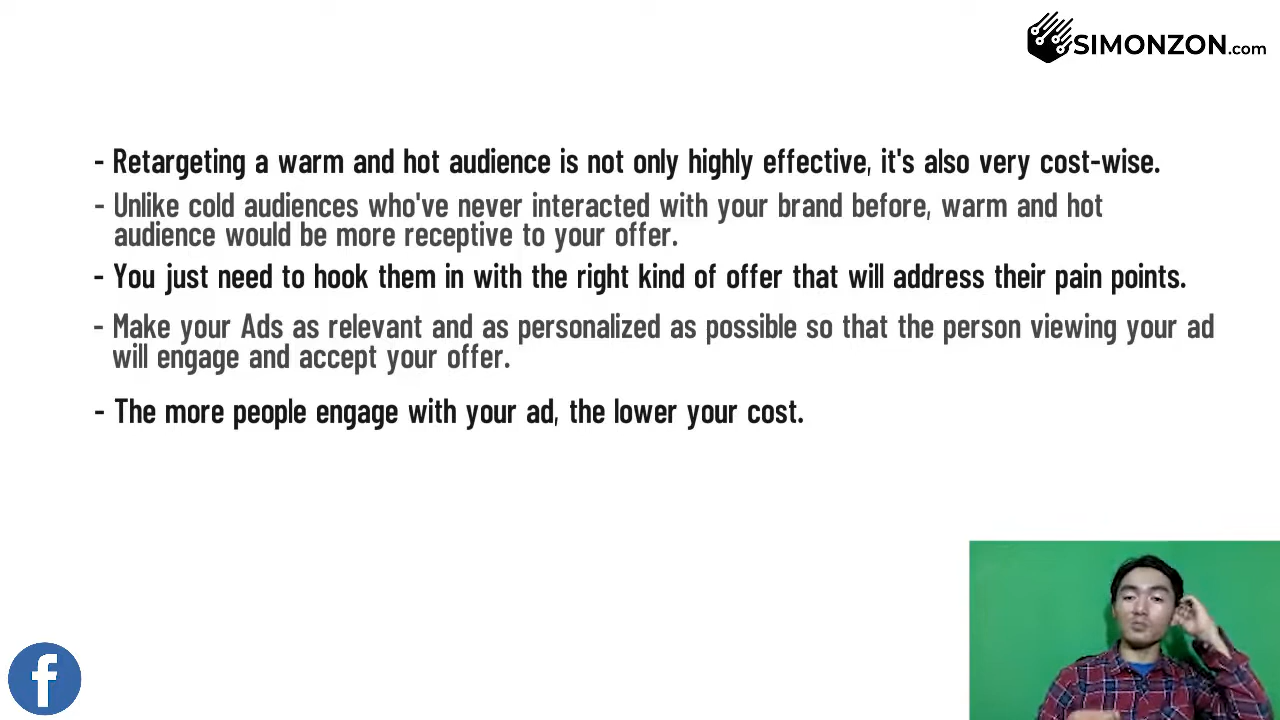 SIMONZON.com
- Retargeting a warm and hot audience is not only highly effective, it's also very cost-wise.
- Unlike cold audiences who've never interacted with your brand before, warm and hot
audience would be more receptive to your offer.
- You just need to hook them in with the right kind of offer that will address their pain points.
- Make your Ads as relevant and as personalized as possible so that the person viewing your ad
will engage and accept your offer.
- The more people engage with your ad, the lower your cost.
f